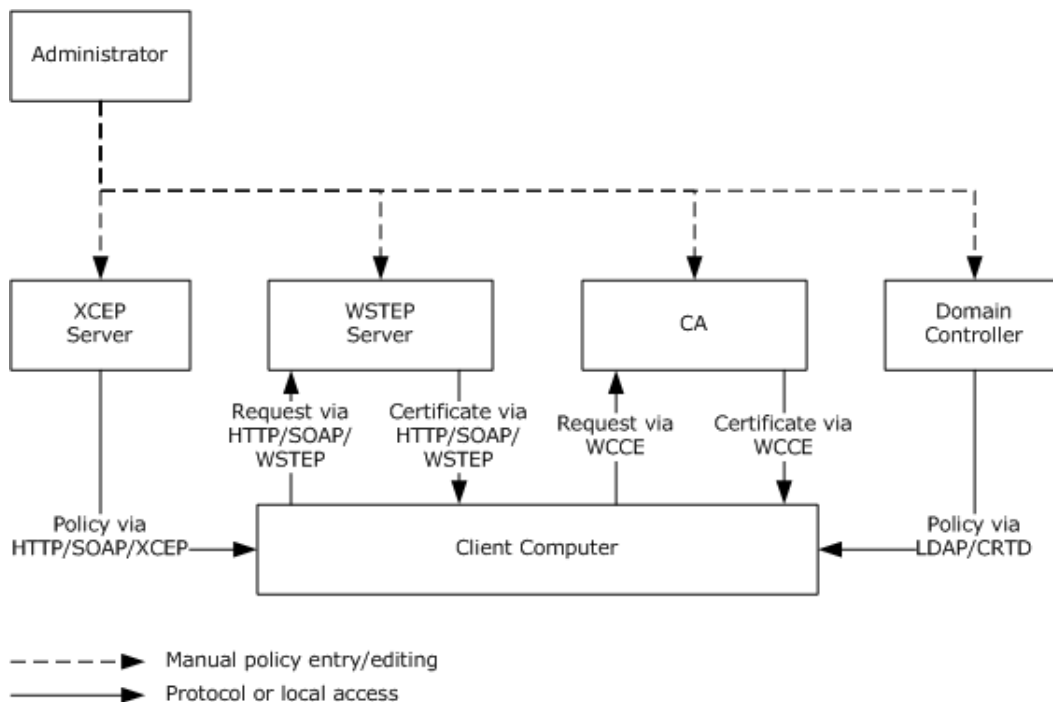 Administrator
XCEP
Server
WSTEP
Server
CA
Domain
Controller
Request via
HTTP/SOAP/
WSTEP
Certificate via
HTTP/SOAP/
WSTEP
Request via
WCCE
Certificate via
WCCE
Policy via
HTTP/SOAP/XCEP
Client Computer
Policy via
LDAP/CRTD
Manual policy entry/editing
Protocol or local access